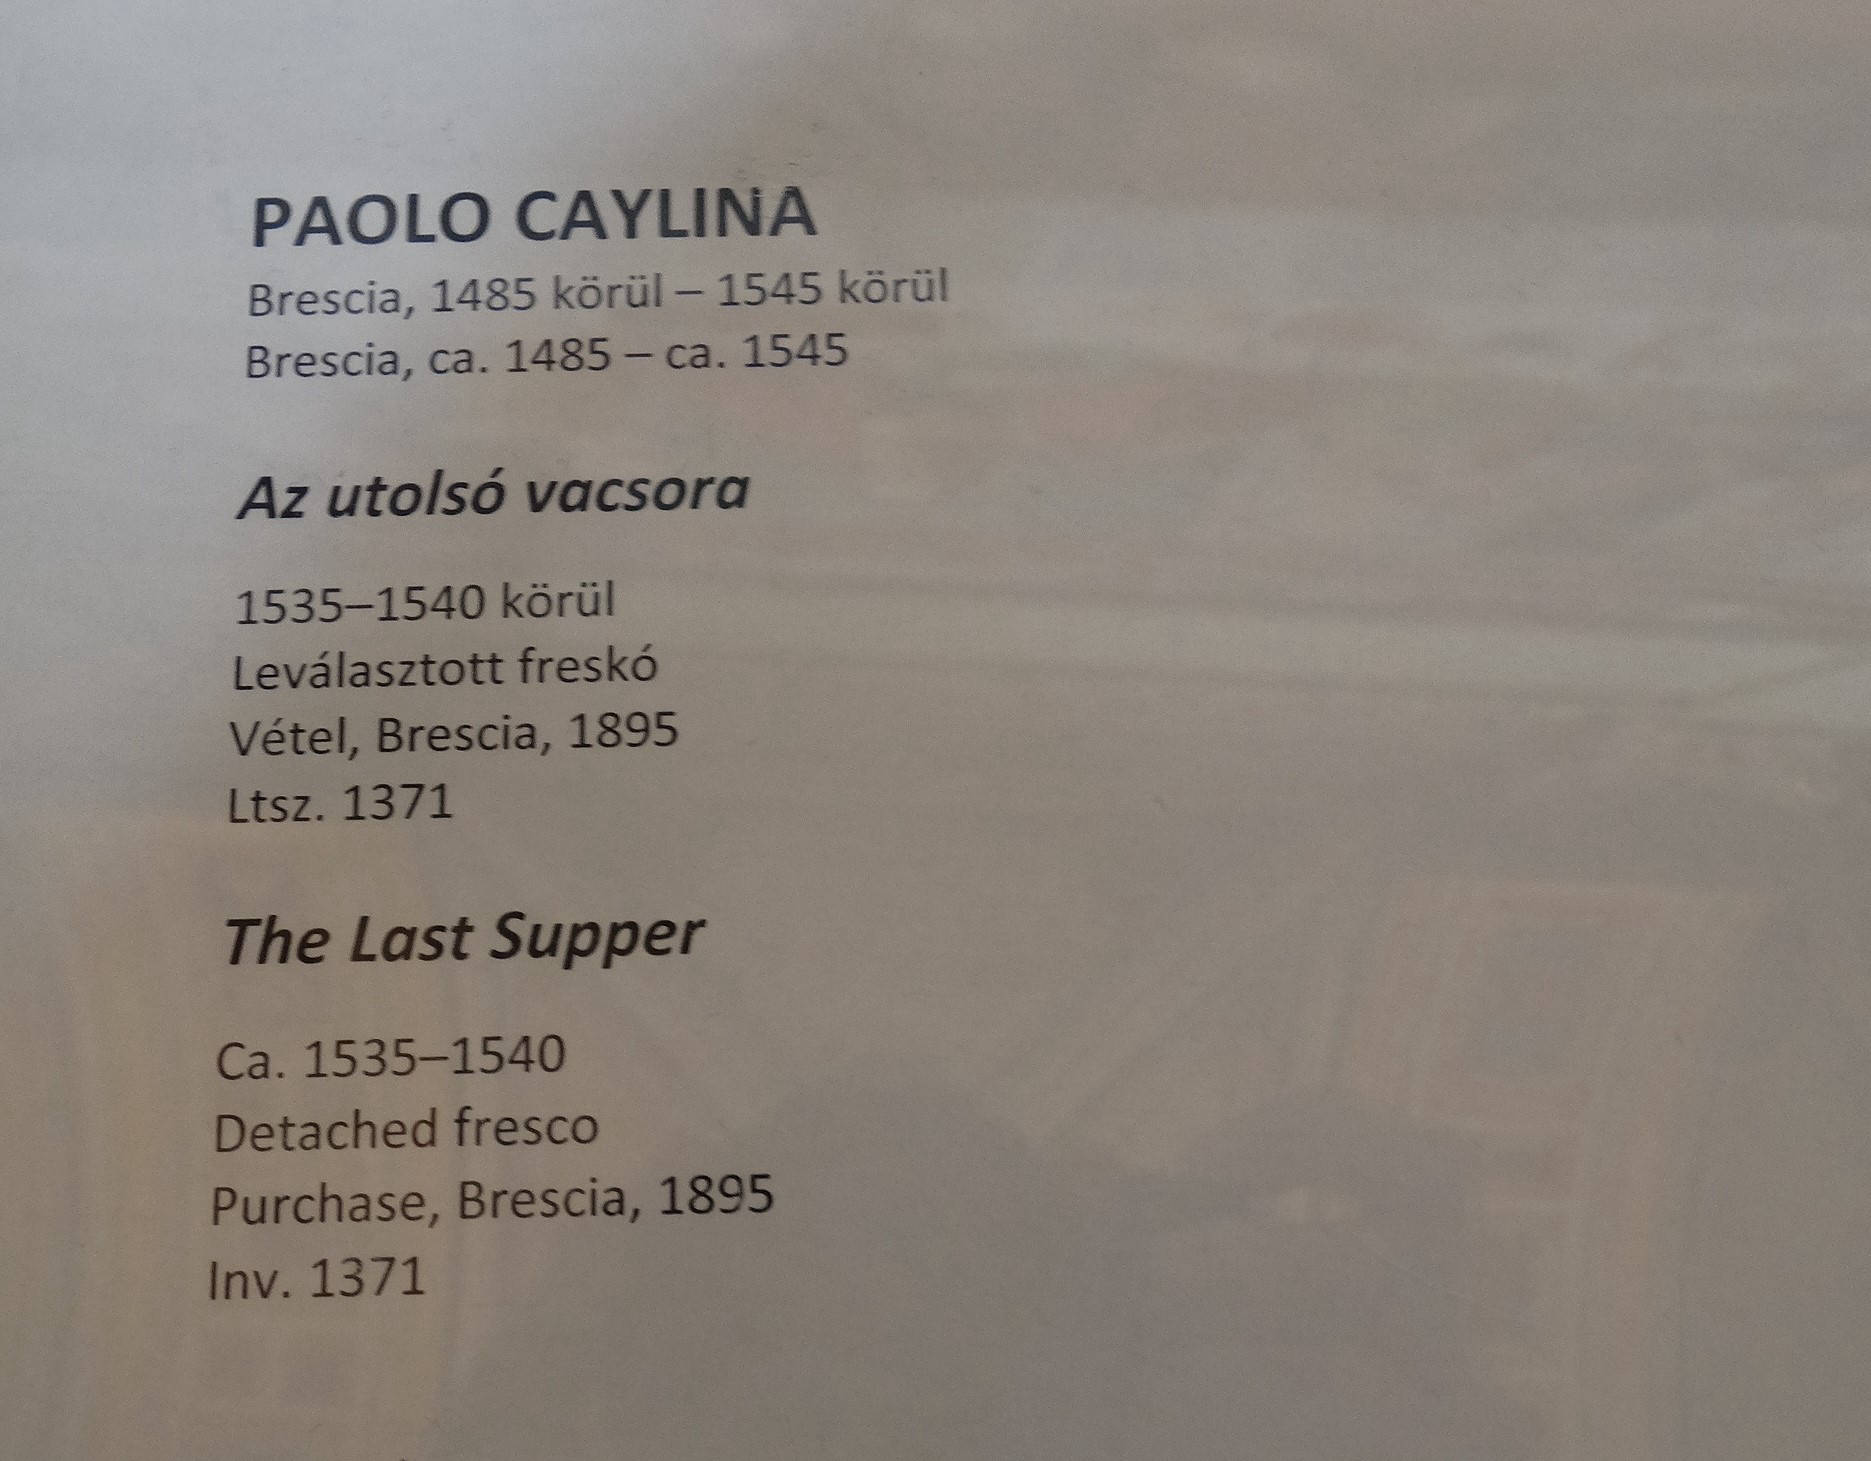 PAOLO CAYLINA
Brescia, 1485 körül – 1545 körül
Brescia, ca. 1485 – ca. 1545
Az utolsó vacsora
1535–1540 körül
Leválasztott freskó
Vétel, Brescia, 1895
Ltsz. 1371
The Last Supper
Ca. 1535–1540
Detached fresco
Purchase, Brescia, 1895
Inv. 1371